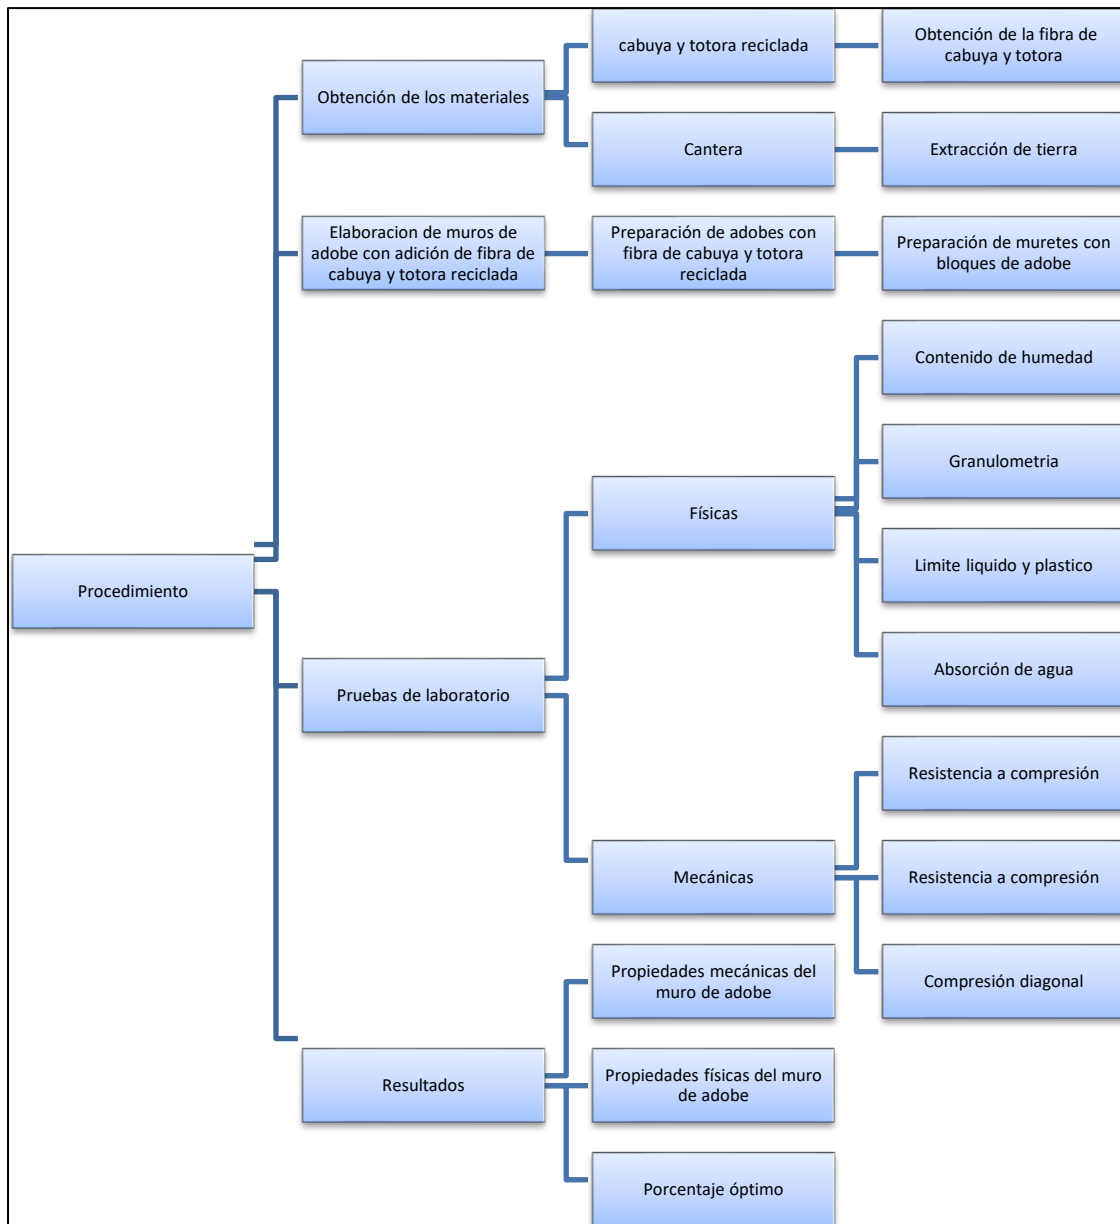 Procedimiento
Obtención de los materiales
cabuya y totora reciclada
Obtención de la fibra de
cabuya y totora
Cantera
Extracción de tierra
Elaboracion de muros de
adobe con adición de fibra de
cabuya y totora reciclada
Preparación de adobes con
fibra de cabuya y totora
reciclada
Preparación de muretes con
bloques de adobe
Pruebas de laboratorio
Físicas
Contenido de humedad
Granulometria
Limite liquido y plastico
Absorción de agua
Mecánicas
Resistencia a compresión
Resistencia a compresión
Compresión diagonal
Resultados
Propiedades mecánicas del
muro de adobe
Propiedades físicas del muro
de adobe
Porcentaje óptimo